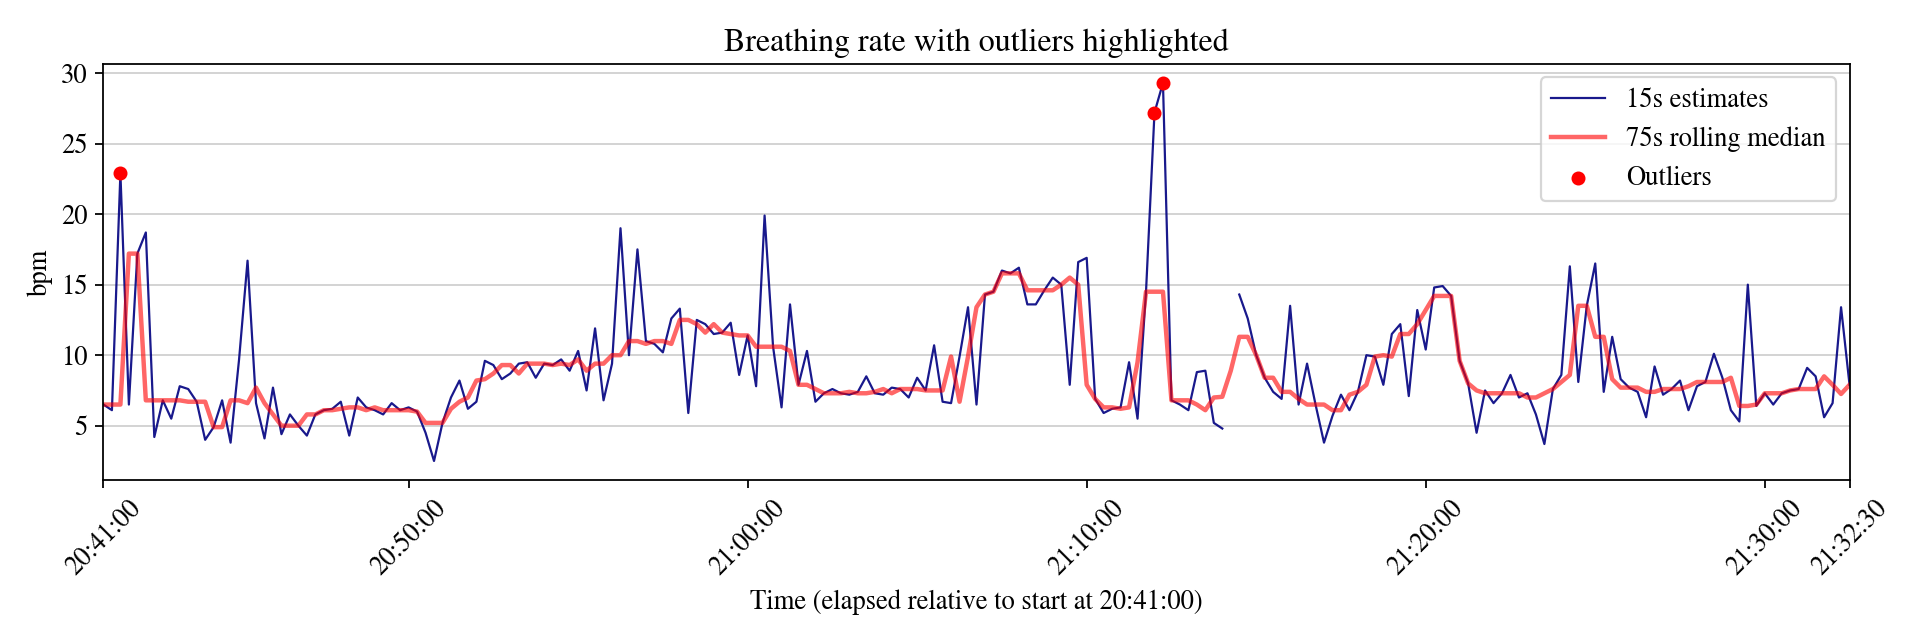 Breathing rate with outliers highlighted
30
25
20
15
10
5
bpm
15s estimates
75s rolling median
Outliers
20:41:00
20:50:00
21:00:00
21:10:00
21:20:00
21:30:00
21:32:30
Time (elapsed relative to start at 20:41:00)